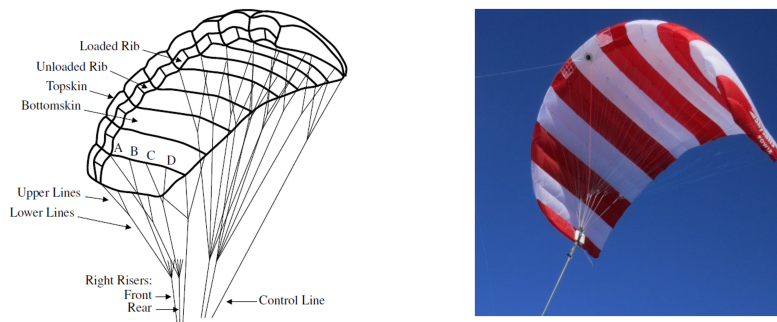 Loaded Rib
Unloaded Rib
Topskin
Bottomskin
A B C D
Upper Lines
Lower Lines
Right Risers:
Front
Rear
Control Line